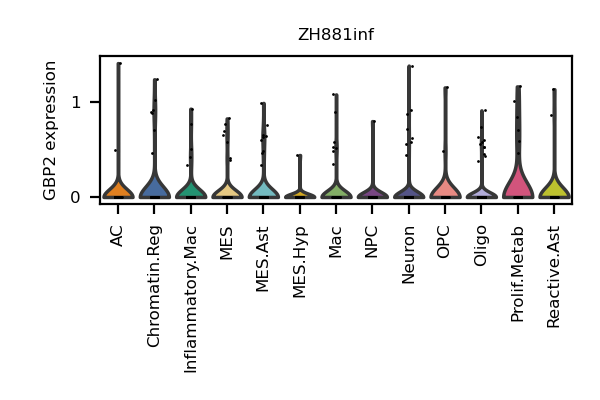 ZH881inf
GBP2 expression
1
0
AC
Chromatin.Reg
Inflammatory.Mac
MES
MES.Ast
MES.Hyp
Mac
NPC
Neuron
OPC
Oligo
Prolif.Metab
Reactive.Ast